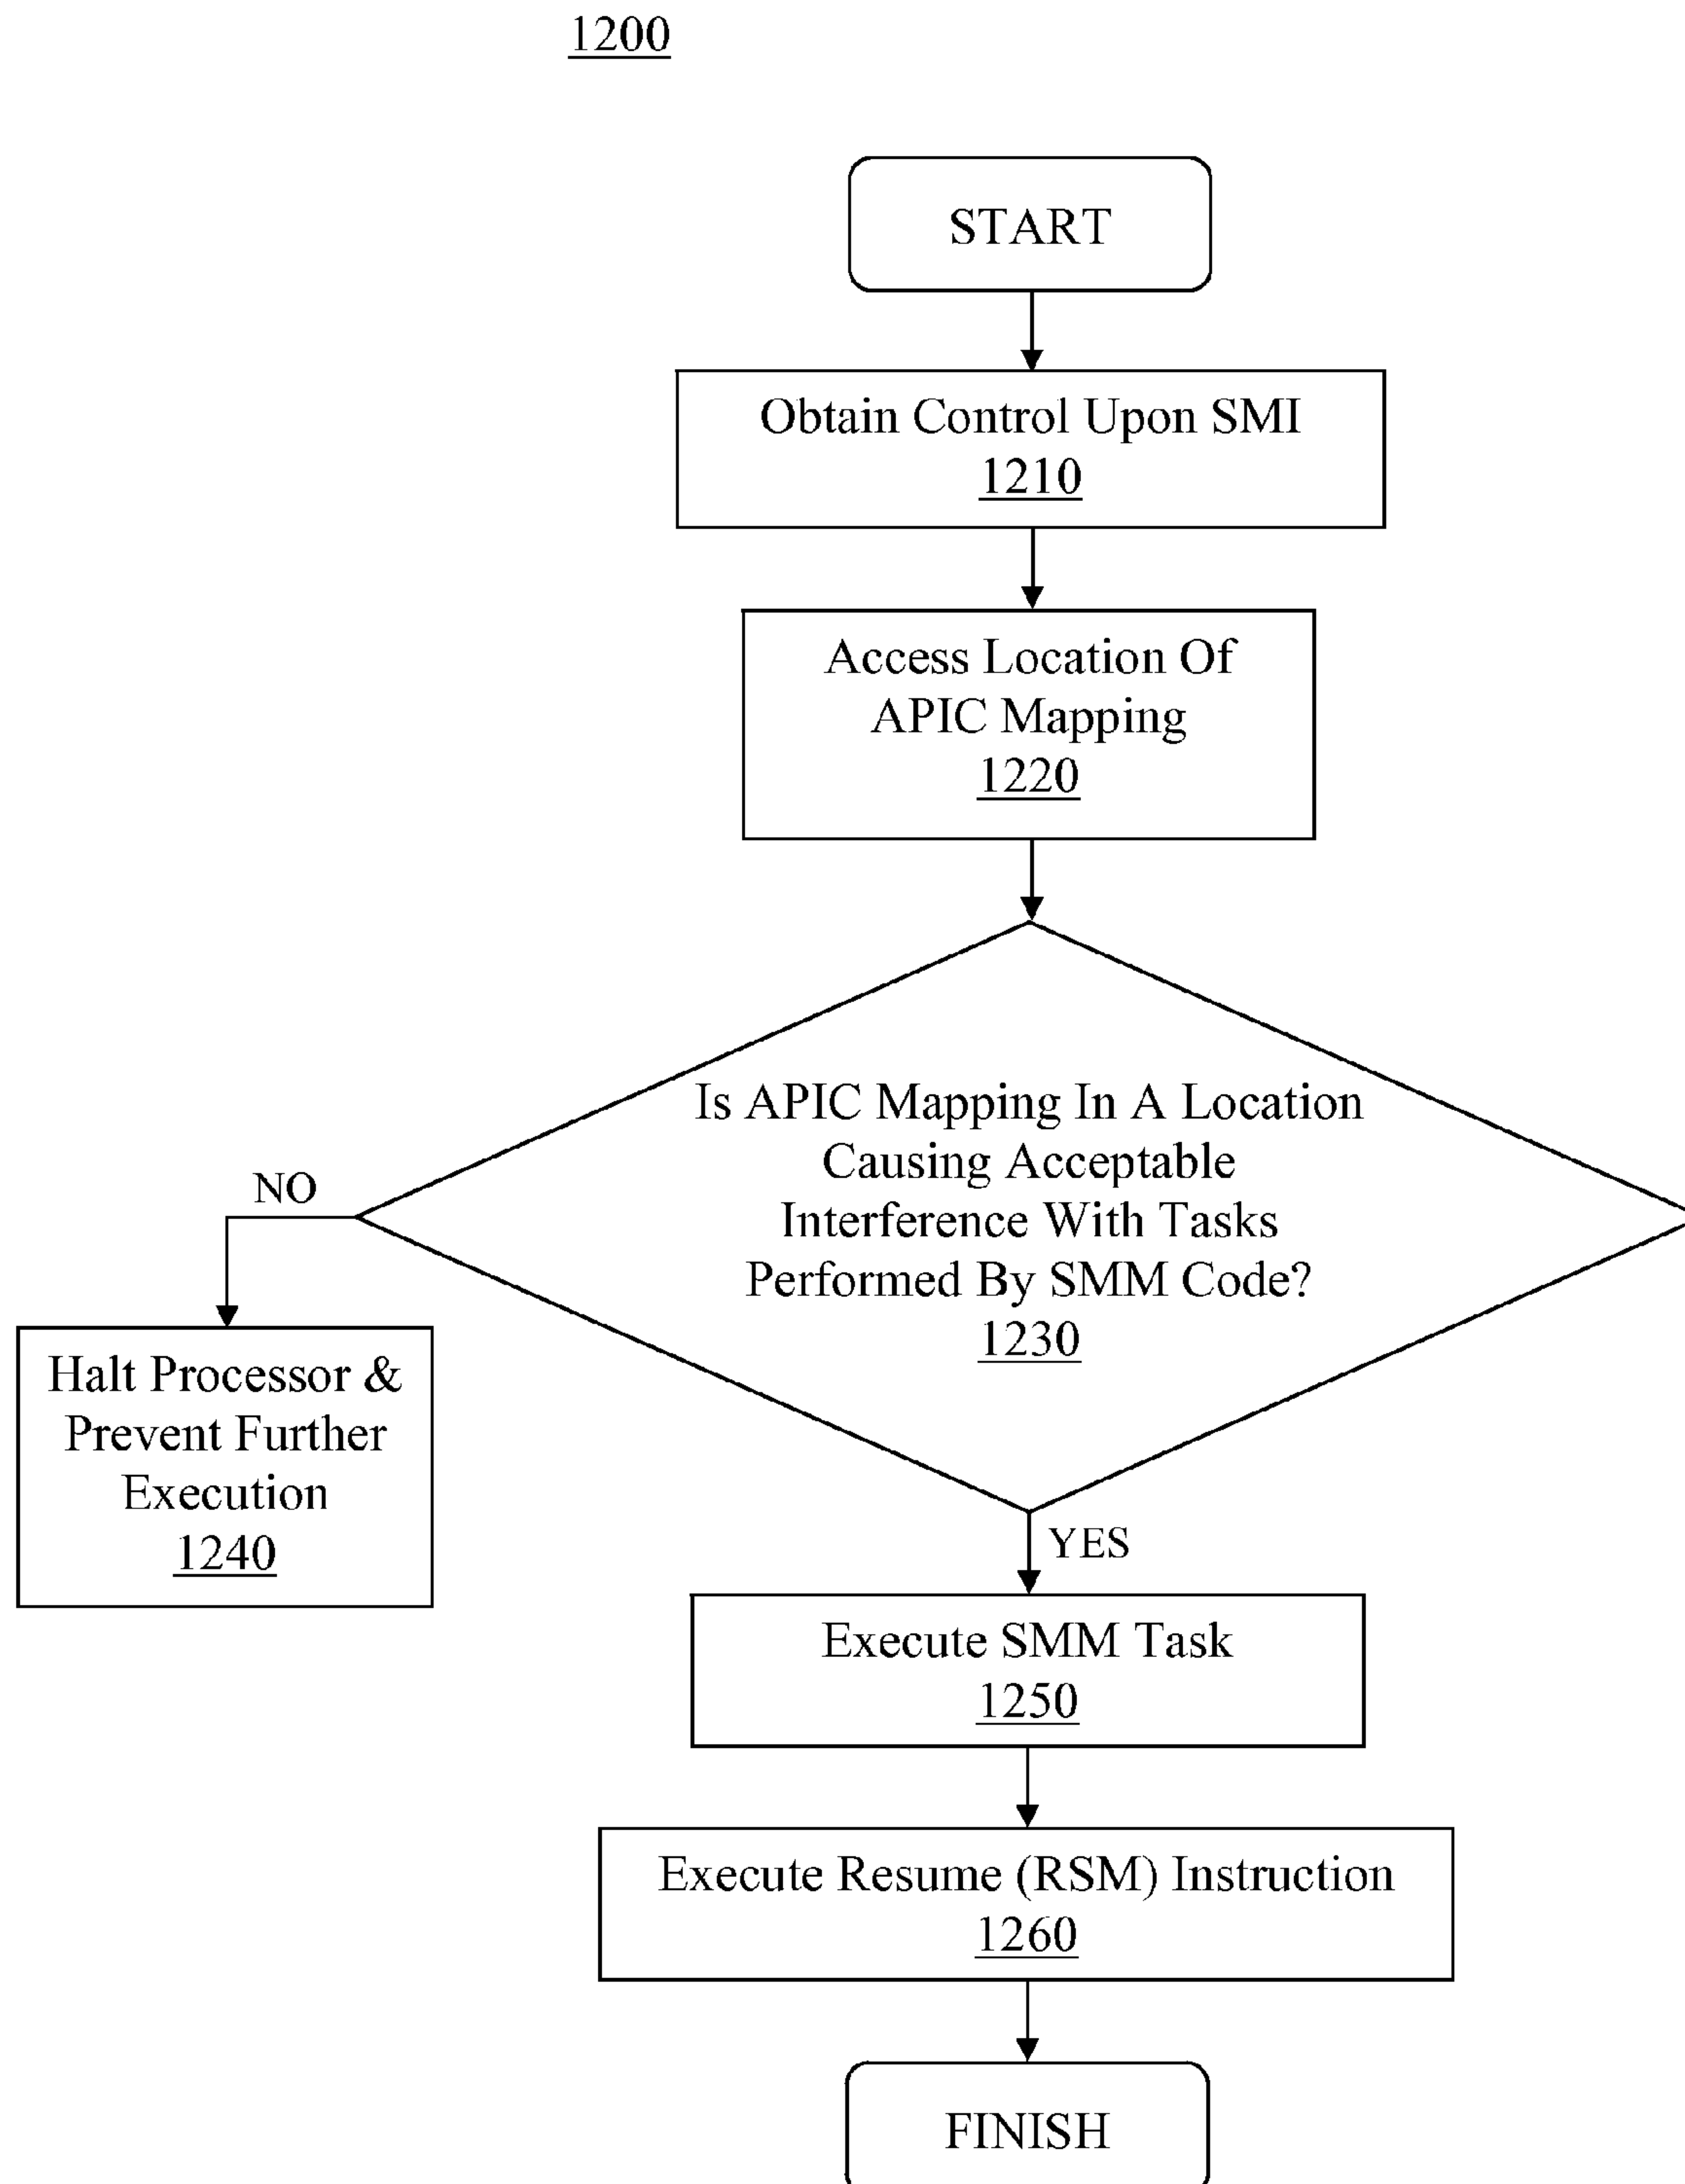 1200
START
Obtain Control Upon SMI
1210
Access Location Of
APIC Mapping
1220
Is APIC Mapping In A Location
Causing Acceptable
Interference With Tasks
Performed By SMM Code?
1230
NO
Halt Processor &
Prevent Further
Execution
1240
YES
Execute SMM Task
1250
Execute Resume (RSM) Instruction
1260
FINISH